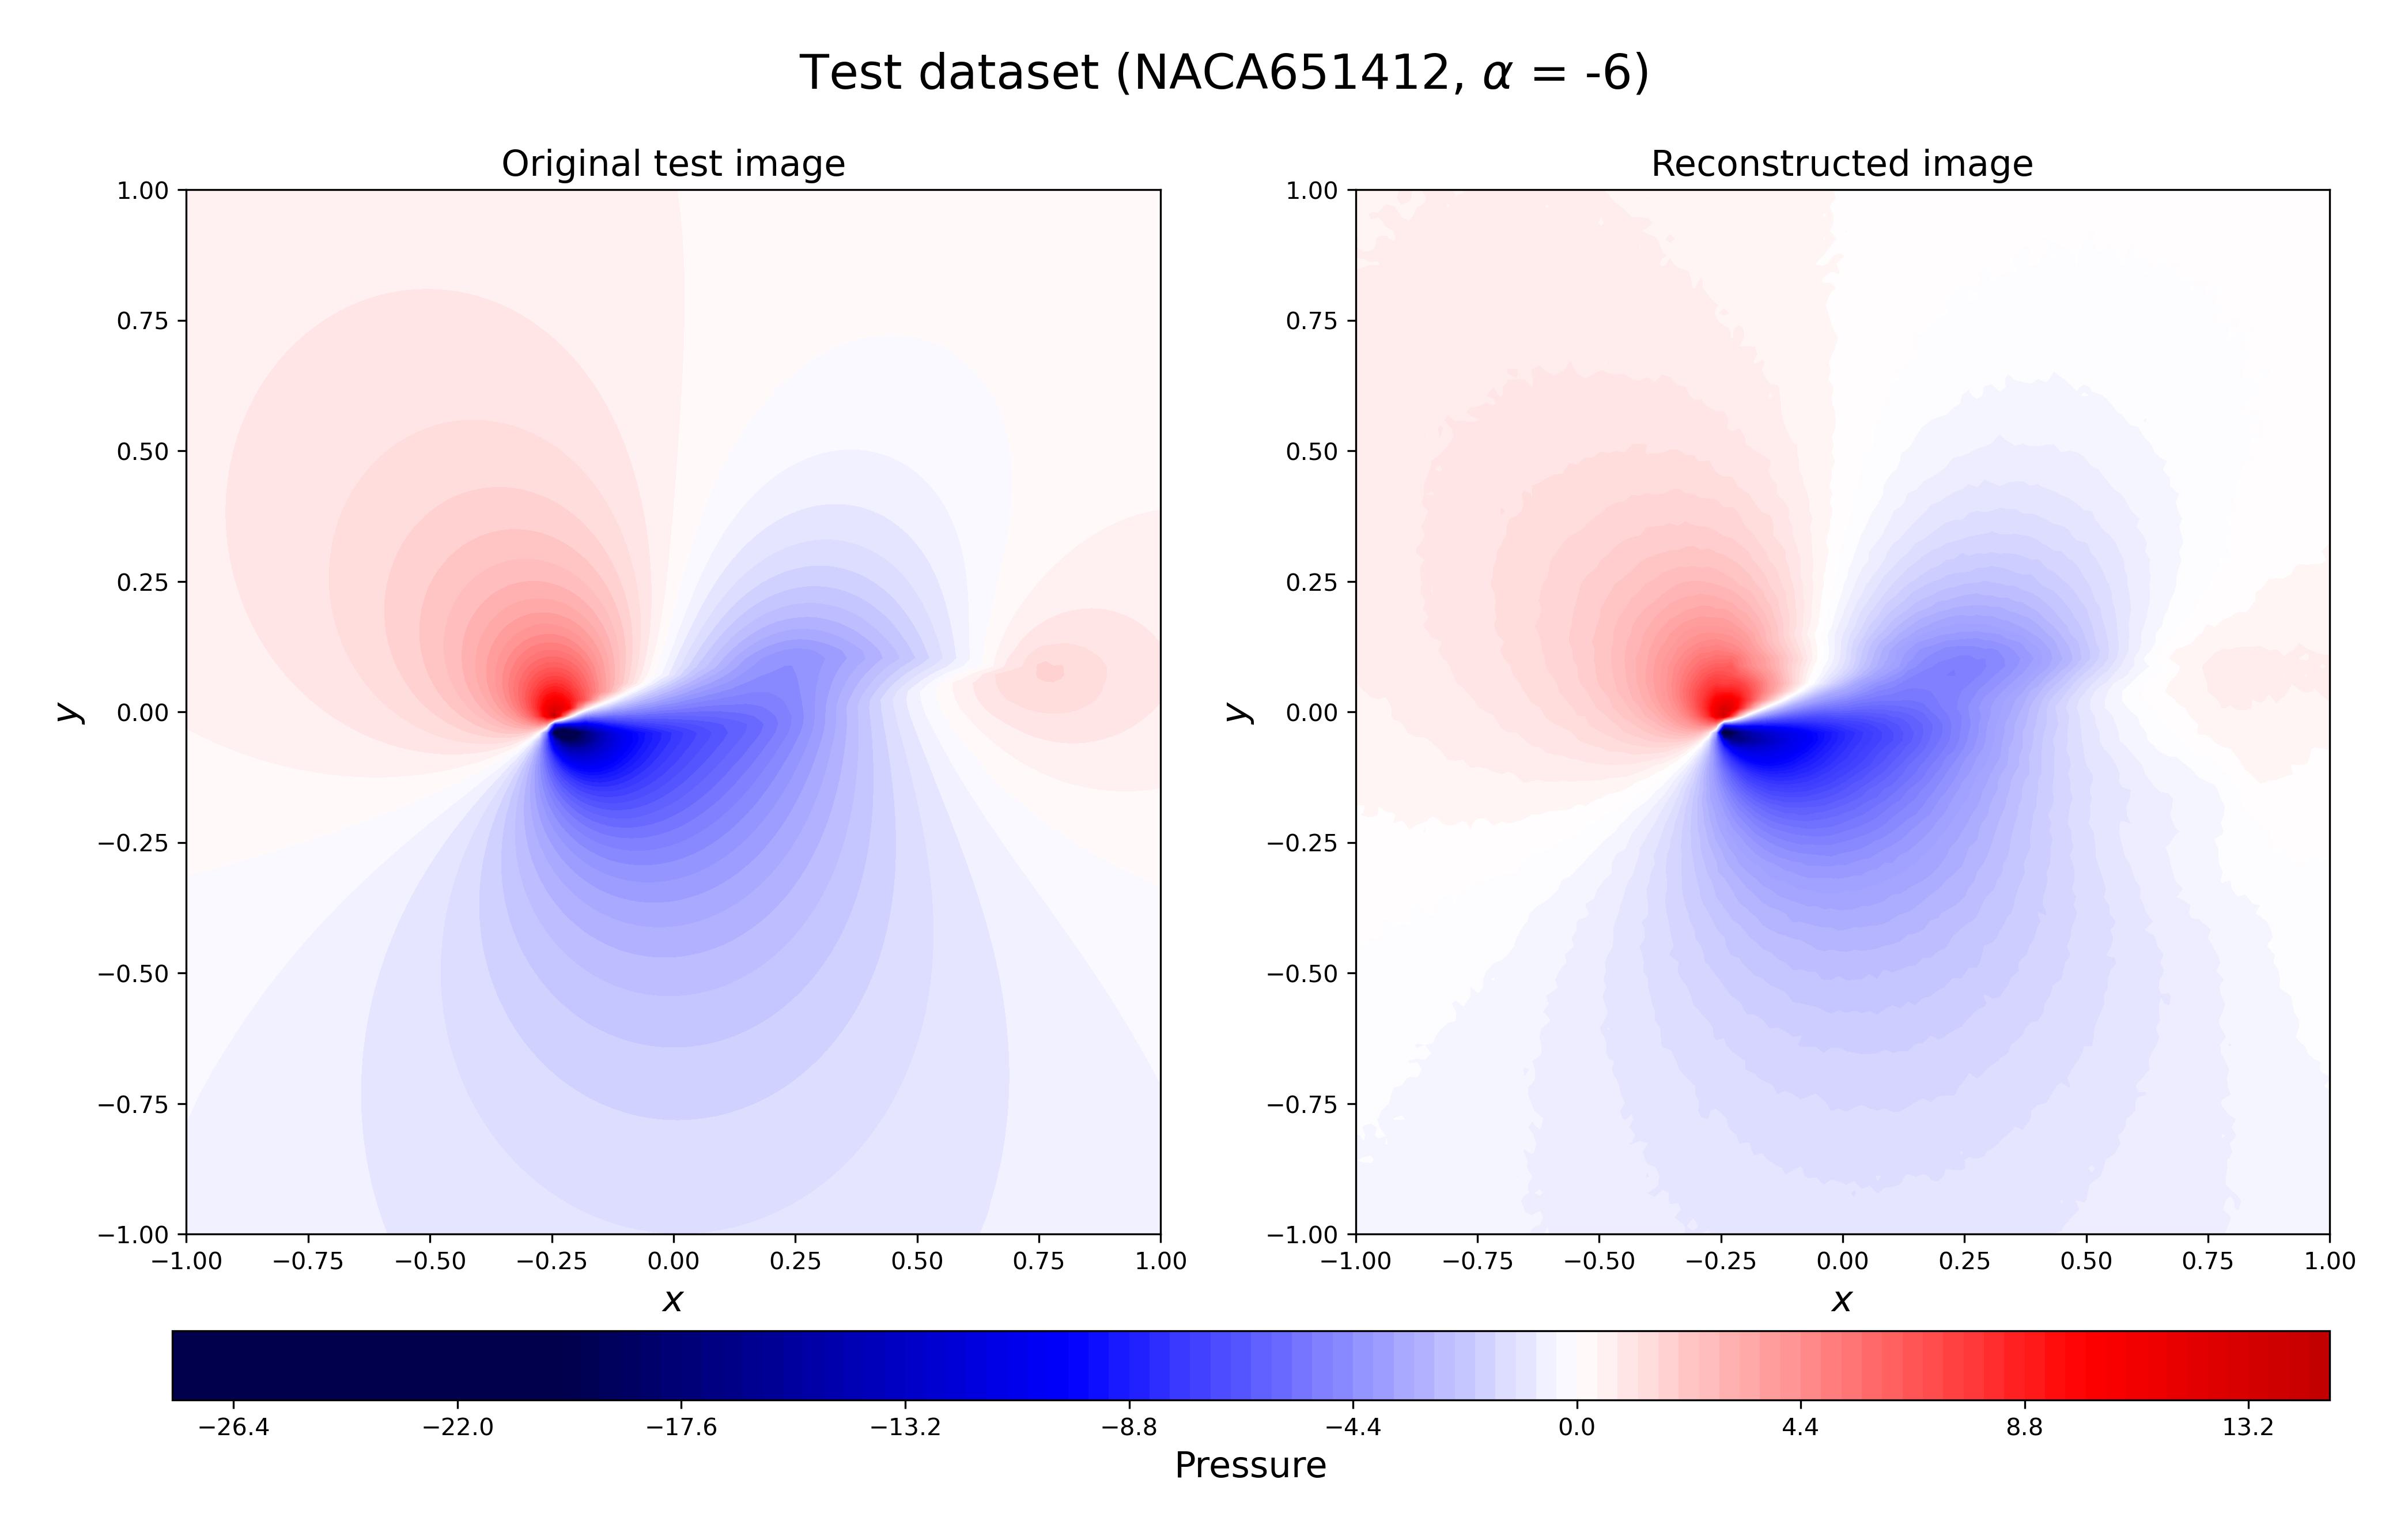 Test dataset (NACA651412, α = -6)
Original test image
Reconstructed image
1.00
0.75
0.50
0.25
0.00
−0.25
−0.50
−0.75
−1.00
y
−1.00 −0.75 −0.50 −0.25 0.00 0.25 0.50 0.75 1.00
x
1.00
0.75
0.50
0.25
0.00
−0.25
−0.50
−0.75
−1.00
y
−1.00 −0.75 −0.50 −0.25 0.00 0.25 0.50 0.75 1.00
x
−26.4 −22.0 −17.6 −13.2 −8.8 −4.4 0.0 4.4 8.8 13.2
Pressure